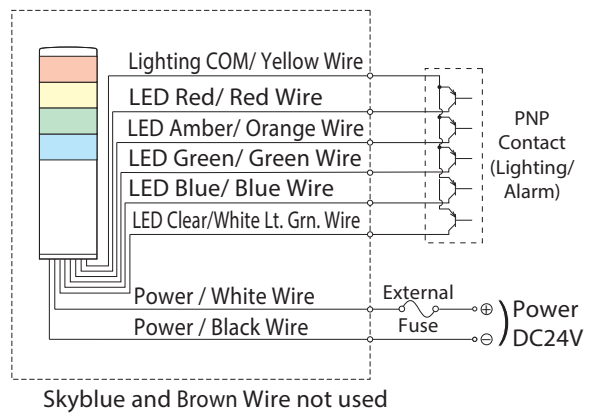 Lighting COM/ Yellow Wire
LED Red/ Red Wire
LED Amber/ Orange Wire
LED Green/ Green Wire
LED Blue/ Blue Wire
LED Clear/White Lt. Grn. Wire
PNP
Contact
(Lighting/
Alarm)
Power / White Wire
External
Fuse
⊕
Power
Power / Black Wire
⊖
DC24V
Skyblue and Brown Wire not used